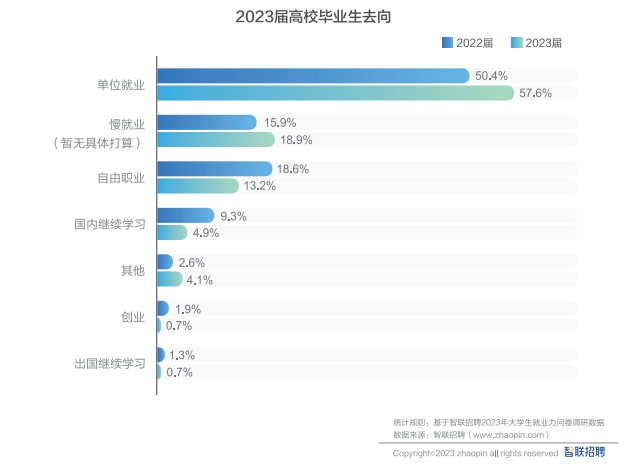 2023届高校毕业生去向
2022届 2023届
单位就业
50.4%
57.6%
慢就业
（暂无具体打算）
15.9%
18.9%
自由职业
18.6%
13.2%
国内继续学习
9.3%
4.9%
其他
2.6%
4.1%
创业
1.9%
0.7%
出国继续学习
1.3%
0.7%
统计规则：基于智联招聘2023年大学生就业力问卷调研数据
数据来源：智联招聘（www.zhaopin.com）
Copyright©2023 zhaopin all rights reserved 智联招聘